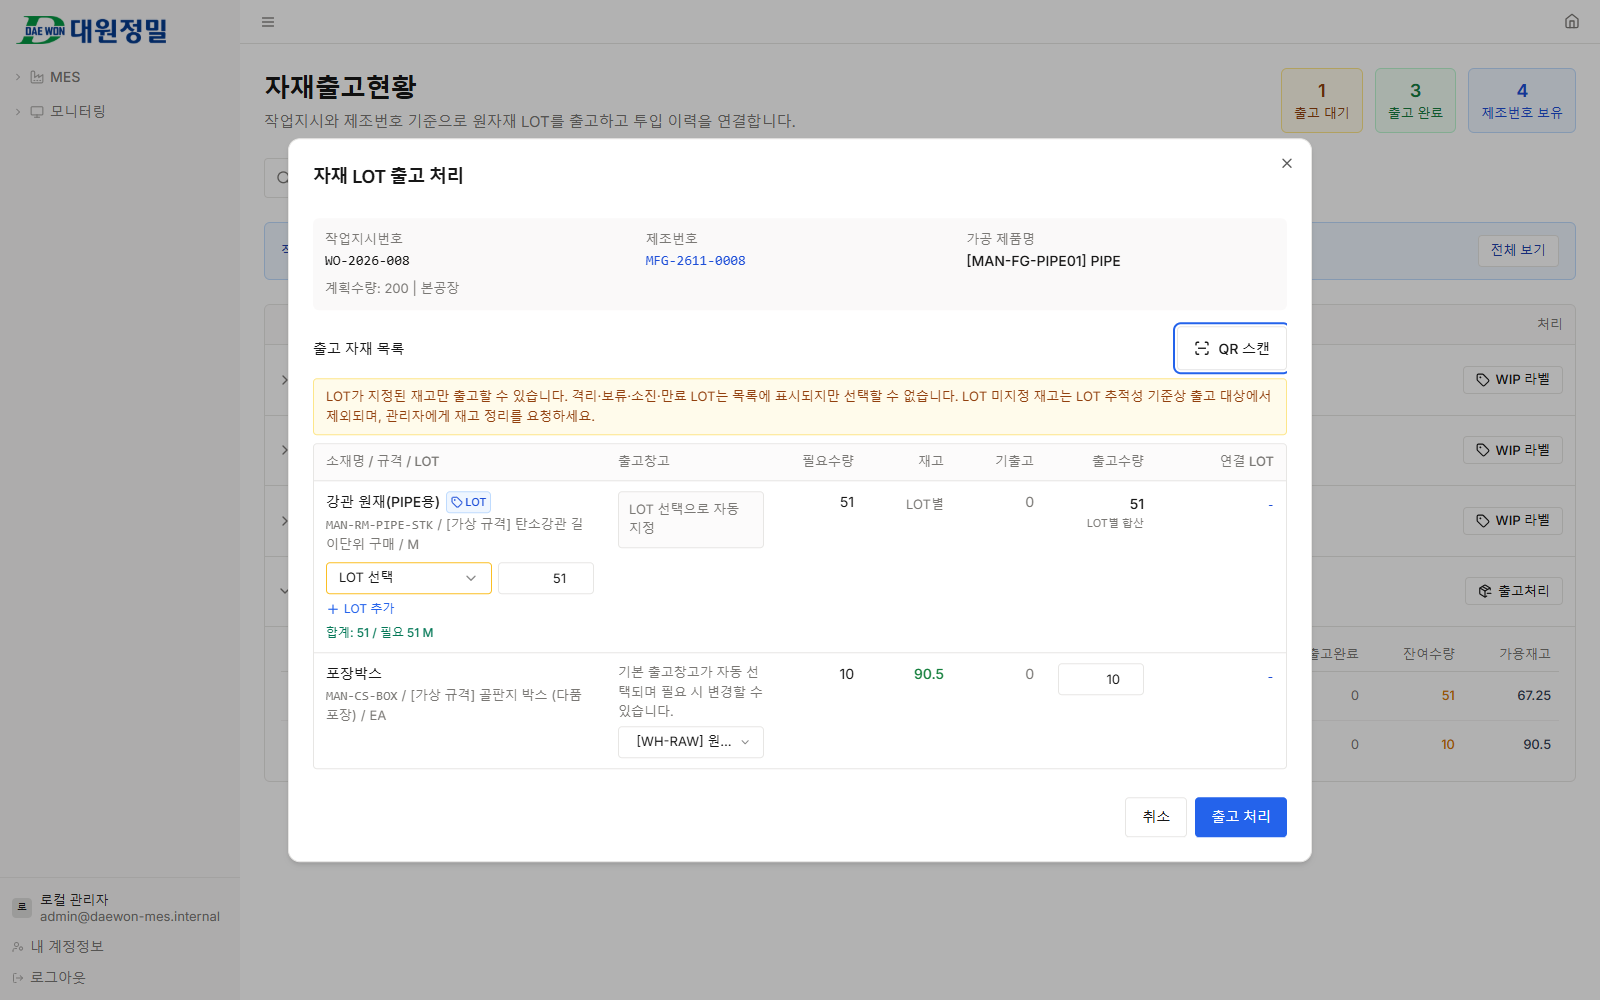 DAE WON 대원정밀
MES
모니터링
자재출고현황
작업지시와 제조번호 기준으로 원자재 LOT를 출고하고 투입 이력을 연결합니다.
1
출고 대기
3
출고 완료
4
제조번호 보유
전체 보기
처리
WIP 라벨
WIP 라벨
WIP 라벨
출고처리
출고완료 잔여수량 가용재고
0 51 67.25
0 10 90.5
자재 LOT 출고 처리
작업지시번호 제조번호 가공 제품명
WO-2026-008 MFG-2611-0008 [MAN-FG-PIPE01] PIPE
계획수량: 200 | 본공장
출고 자재 목록
QR 스캔
LOT가 지정된 재고만 출고할 수 있습니다. 격리·보류·소진·만료 LOT는 목록에 표시되지만 선택할 수 없습니다. LOT 미지정 재고는 LOT 추적성 기준상 출고 대상에서
제외되며, 관리자에게 재고 정리를 요청하세요.
소재명 / 규격 / LOT 출고창고 필요수량 재고 기출고 출고수량 연결 LOT
강관 원재(PIPE용) LOT
MAN-RM-PIPE-STK / [가상 규격] 탄소강관 길
이단위 구매 / M
LOT 선택 51
+ LOT 추가
합계: 51 / 필요 51 M
LOT 선택으로 자동
지정
51 LOT별 0 51 -
LOT별 합산
포장박스
MAN-CS-BOX / [가상 규격] 골판지 박스 (다품
포장) / EA
기본 출고창고가 자동 선
택되며 필요 시 변경할 수
있습니다.
[WH-RAW] 원...
10 90.5 0 10 -
취소
출고 처리
로
로컬 관리자
admin@daewon-mes.internal
내 계정정보
로그아웃